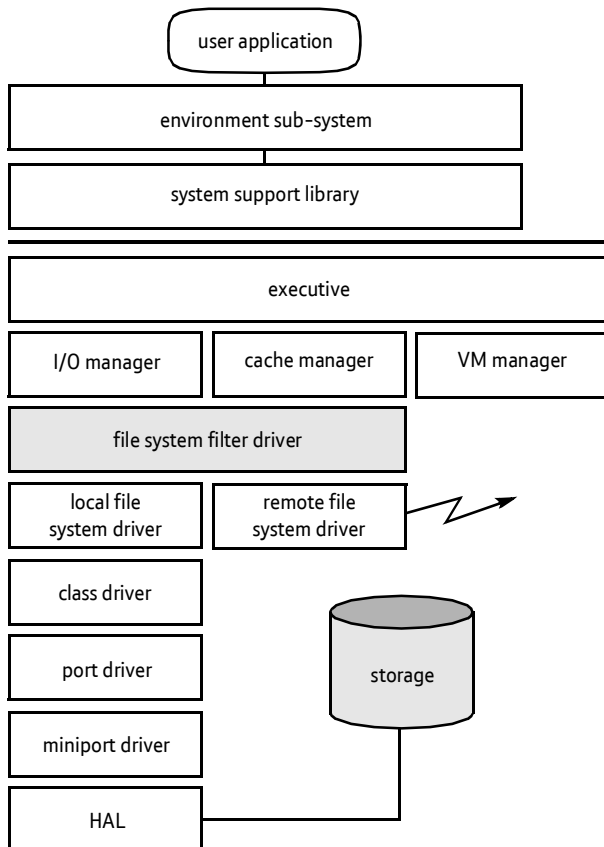 user application
environment sub-system
system support library
executive
I/O manager
cache manager
VM manager
file system filter driver
local file
system driver
remote file
system driver
class driver
port driver
storage
miniport driver
HAL